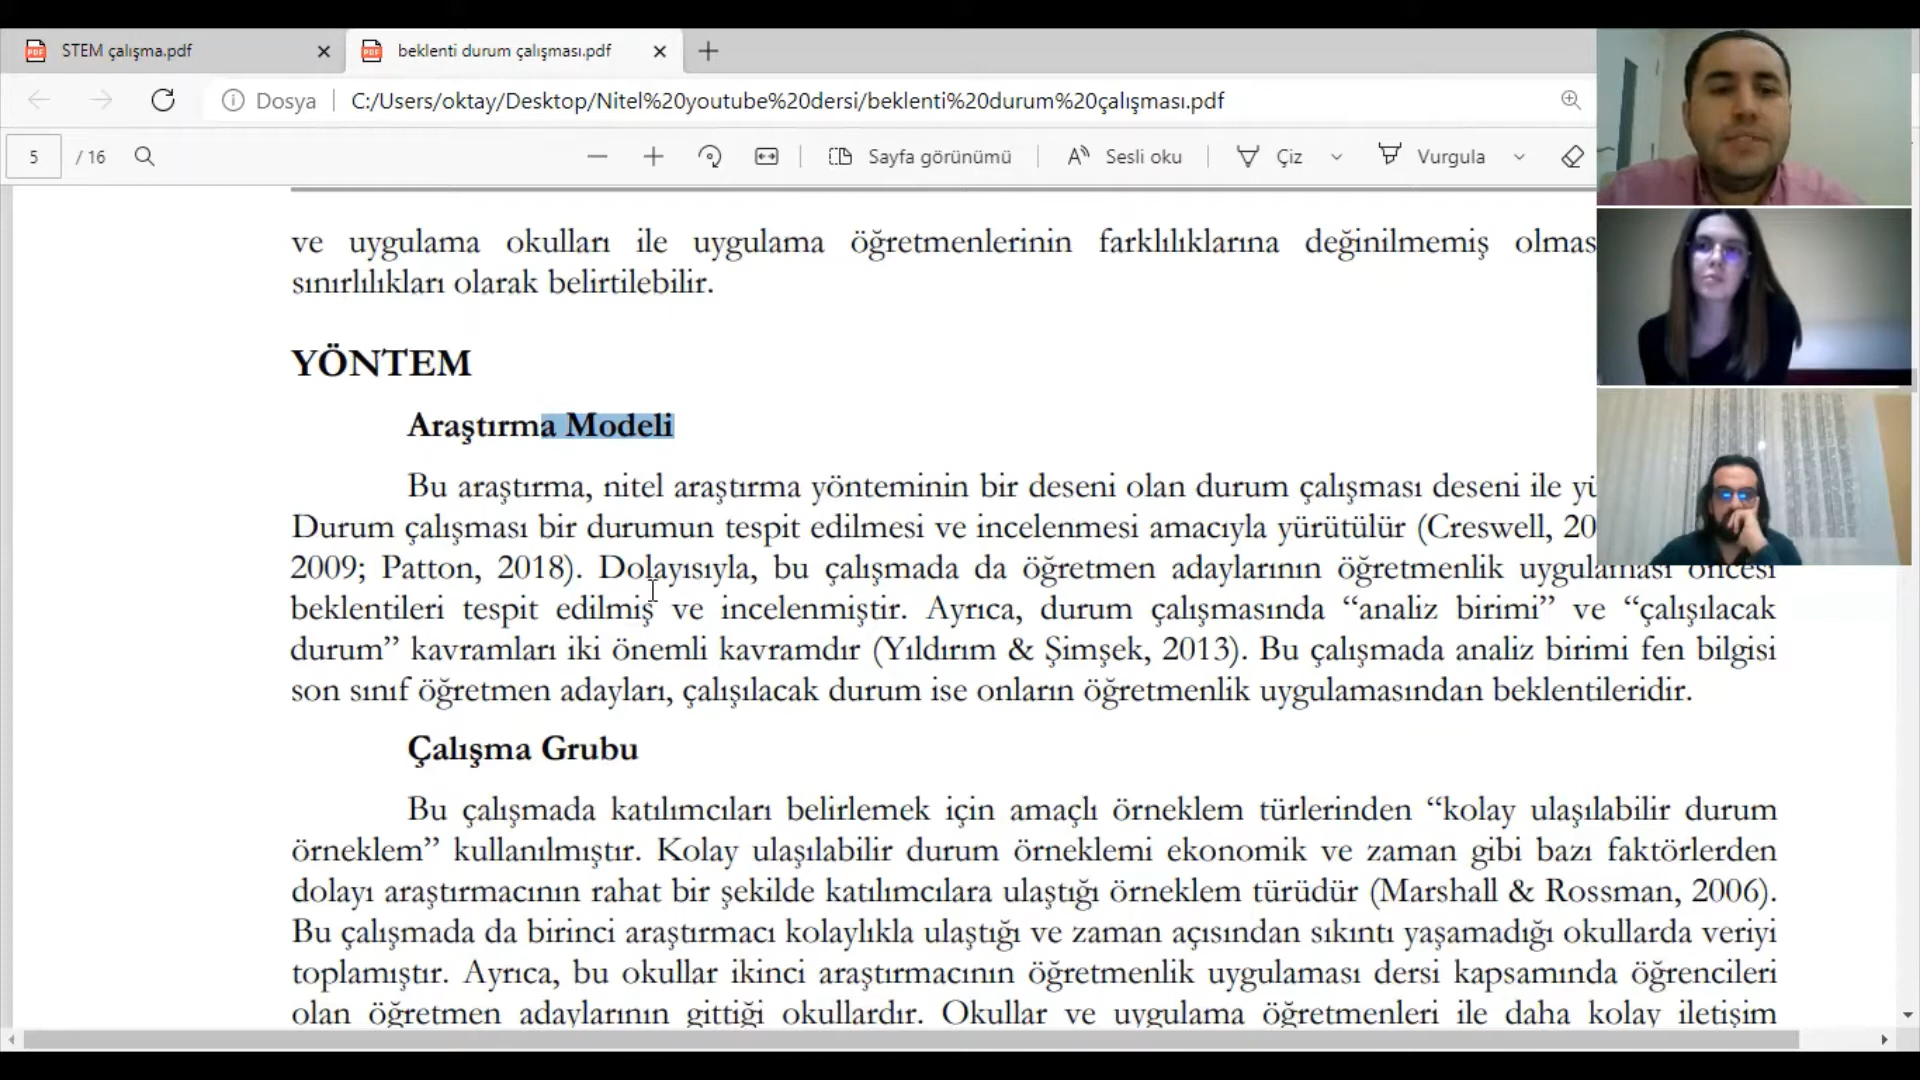 STEM çalışma.pdf
beklenti durum çalışması.pdf
Dosya
C:/Users/oktay/Desktop/Nitel%20youtube%20dersi/beklenti%20durum%20çalışması.pdf
5 / 16
Sayfa görünümü
Sesli oku
Çiz
Vurgula
ve uygulama okulları ile uygulama öğretmenlerinin farklılıklarına değinilmemiş
sınırlılıkları olarak belirtilebilir.
YÖNTEM
Araştırma Modeli
Bu araştırma, nitel araştırma yönteminin bir deseni olan durum çalışması deseni ile
Durum çalışması bir durumun tespit edilmesi ve incelenmesi amacıyla yürütülür (Creswell,
2009; Patton, 2018). Dolayısıyla, bu çalışmada da öğretmen adaylarının öğretmenlik uygulaması öncesi
beklentileri tespit edilmiş ve incelenmiştir. Ayrıca, durum çalışmasında “analiz birimi” ve “çalışılacak
durum” kavramları iki önemli kavramdır (Yıldırım & Şimşek, 2013). Bu çalışmada analiz birimi fen bilgisi
son sınıf öğretmen adayları, çalışılacak durum ise onların öğretmenlik uygulamasından beklentileridir.
Çalışma Grubu
Bu çalışmada katılımcıları belirlemek için amaçlı örneklem türlerinden “kolay ulaşılabilir durum
örneklem” kullanılmıştır. Kolay ulaşılabilir durum örneklemi ekonomik ve zaman gibi bazı faktörlerden
dolayı araştırmacının rahat bir şekilde katılımcılara ulaştığı örneklem türüdür (Marshall & Rossman, 2006).
Bu çalışmada da birinci araştırmacı kolaylıkla ulaştığı ve zaman açısından sıkıntı yaşamadığı okullarda veriyi
toplamıştır. Ayrıca, bu okullar ikinci araştırmacının öğretmenlik uygulaması dersi kapsamında öğrencileri
olan öğretmen adaylarının gittiği okullardır. Okullar ve uygulama öğretmenleri ile daha kolay iletişim